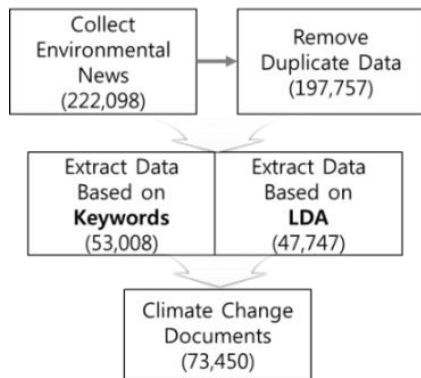 Collect
Environmental
News
(222,098)
Remove
Duplicate Data
(197,757)
Extract Data
Based on
Keywords
(53,008)
Extract Data
Based on
LDA
(47,747)
Climate Change
Documents
(73,450)